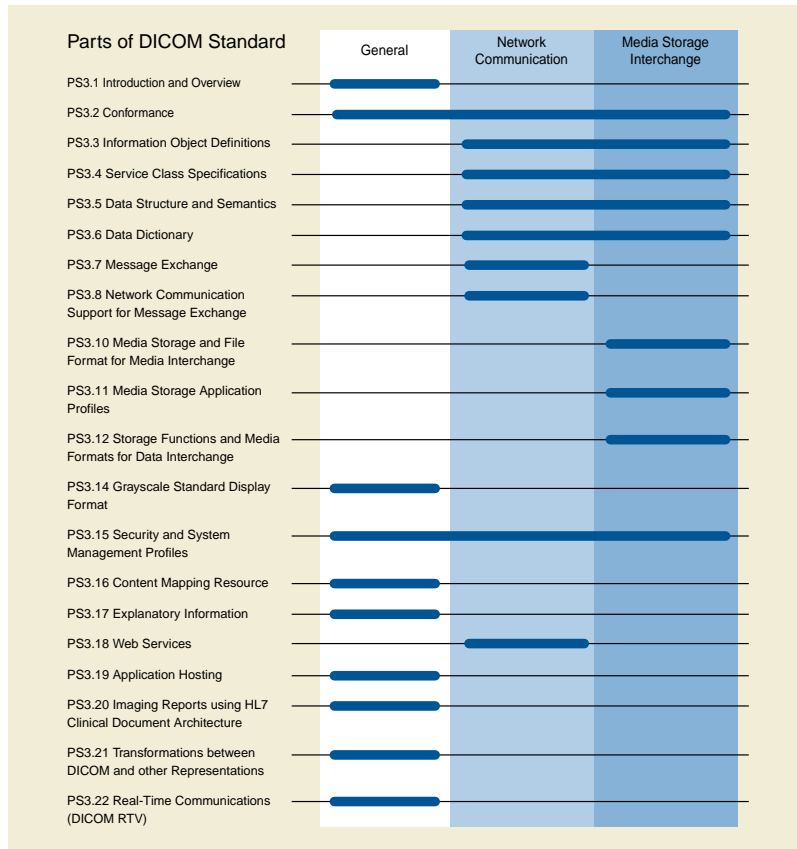 Parts of DICOM Standard
General
Network
Communication
Media Storage
Interchange
PS3.1 Introduction and Overview
PS3.2 Conformance
PS3.3 Information Object Definitions
PS3.4 Service Class Specifications
PS3.5 Data Structure and Semantics
PS3.6 Data Dictionary
PS3.7 Message Exchange
PS3.8 Network Communication
Support for Message Exchange
PS3.10 Media Storage and File
Format for Media Interchange
PS3.11 Media Storage Application
Profiles
PS3.12 Storage Functions and Media
Formats for Data Interchange
PS3.14 Grayscale Standard Display
Format
PS3.15 Security and System
Management Profiles
PS3.16 Content Mapping Resource
PS3.17 Explanatory Information
PS3.18 Web Services
PS3.19 Application Hosting
PS3.20 Imaging Reports using HL7
Clinical Document Architecture
PS3.21 Transformations between
DICOM and other Representations
PS3.22 Real-Time Communications
(DICOM RTV)